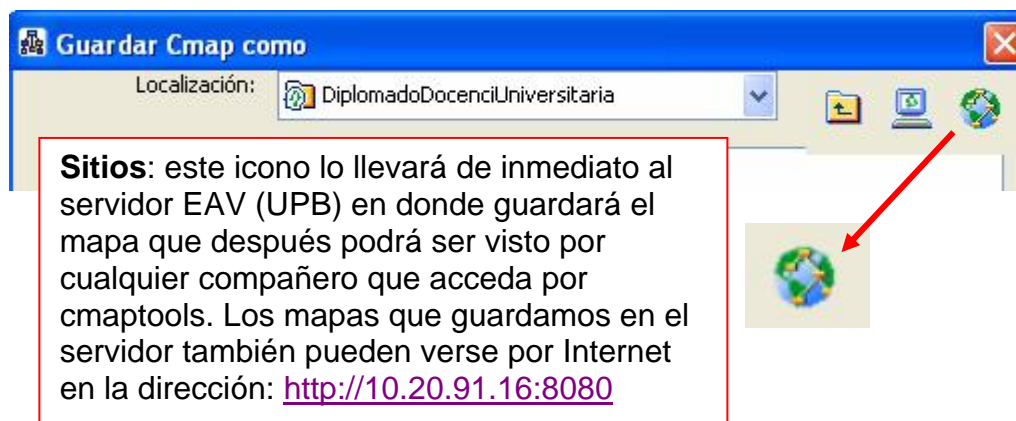 Guardar Cmap como
Localización: DiplomadoDocenciUniversitaria
Sitios: este icono lo llevará de inmediato al
servidor EAV (UPB) en donde guardará el
mapa que después podrá ser visto por
cualquier compañero que acceda por
cmaptools. Los mapas que guardamos en el
servidor también pueden verse por Internet
en la dirección: http://10.20.91.16:8080